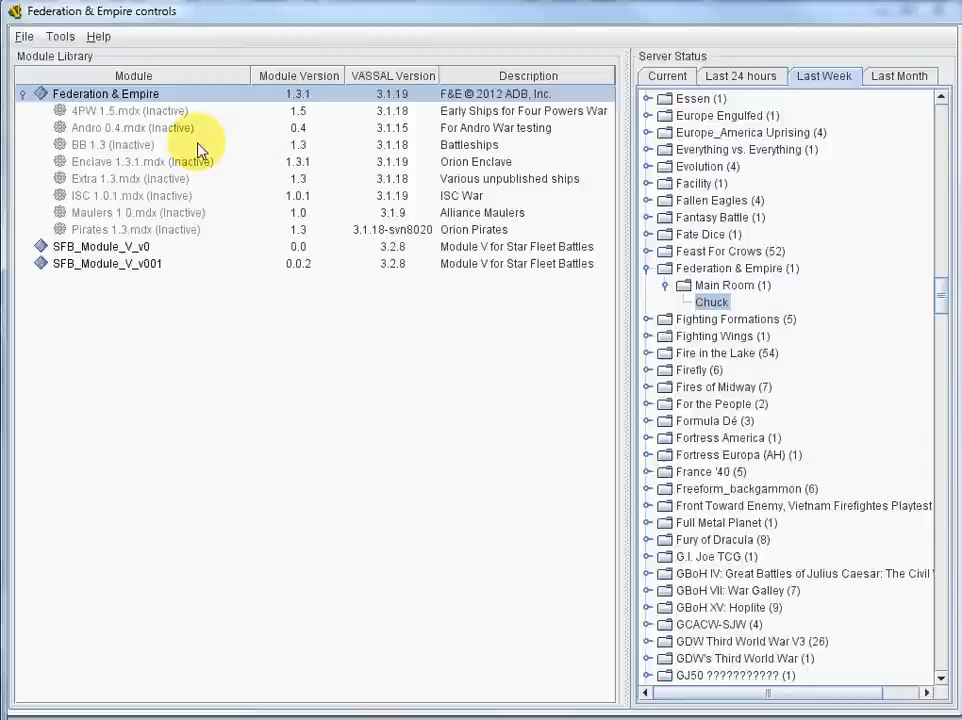 Federation & Empire controls
File Tools Help
Module Library
Module Module Version VASSAL Version Description
Federation & Empire 1.3.1 3.1.19 F&E © 2012 ADB, Inc.
4PW 1.5.mdx (Inactive) 1.5 3.1.18 Early Ships for Four Powers War
Andro 0.4.mdx (Inactive) 0.4 3.1.15 For Andro War testing
BB 1.3 (Inactive) 1.3 3.1.18 Battleships
Enclave 1.3.1.mdx (Inactive) 1.3.1 3.1.19 Orion Enclave
Extra 1.3.mdx (Inactive) 1.3 3.1.18 Various unpublished ships
ISC 1.0.1.mdx (Inactive) 1.0.1 3.1.19 ISC War
Maulers 1 0.mdx (Inactive) 1.0 3.1.9 Alliance Maulers
Pirates 1.3.mdx (Inactive) 1.3 3.1.18-svn8020 Orion Pirates
SFB_Module_V_v0 0.0 3.2.8 Module V for Star Fleet Battles
SFB_Module_V_v001 0.0.2 3.2.8 Module V for Star Fleet Battles
Server Status
Current Last 24 hours Last Week Last Month
Essen (1)
Europe Engulfed (1)
Europe_America Uprising (4)
Everything vs. Everything (1)
Evolution (4)
Facility (1)
Fallen Eagles (4)
Fantasy Battle (1)
Fate Dice (1)
Feast For Crows (52)
Federation & Empire (1)
Main Room (1)
Chuck
Fighting Formations (5)
Fighting Wings (1)
Fire in the Lake (54)
Firefly (6)
Fires of Midway (7)
For the People (2)
Formula Dé (3)
Fortress America (1)
Fortress Europa (AH) (1)
France '40 (5)
Freeform_backgammon (6)
Front Toward Enemy, Vietnam Firefightes Playtest
Full Metal Planet (1)
Fury of Dracula (8)
G.I. Joe TCG (1)
GBoH IV: Great Battles of Julius Caesar: The Civil
GBoH VII: War Galley (7)
GBoH XV: Hoplite (9)
GCACW-SJW (4)
GDW Third World War V3 (26)
GDW's Third World War (1)
GJ50 ??????????? (1)